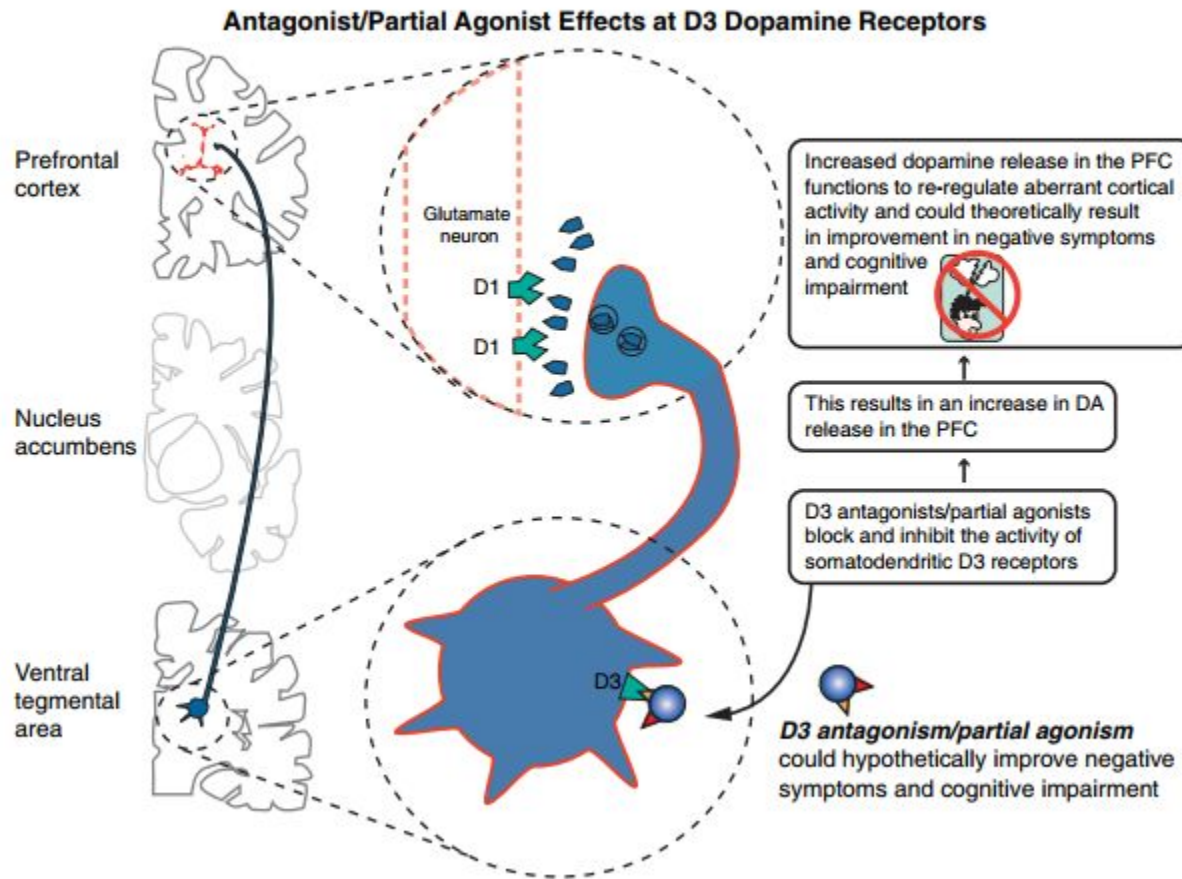 Antagonist/Partial Agonist Effects at D3 Dopamine Receptors
Prefrontal
cortex
Glutamate
neuron
D1
D1
Increased dopamine release in the PFC
functions to re-regulate aberrant cortical
activity and could theoretically result
in improvement in negative symptoms
and cognitive
impairment
Nucleus
accumbens
This results in an increase in DA
release in the PFC
D3 antagonists/partial agonists
block and inhibit the activity of
somatodendritic D3 receptors
Ventral
tegmental
area
D3
D3 antagonism/partial agonism
could hypothetically improve negative
symptoms and cognitive impairment